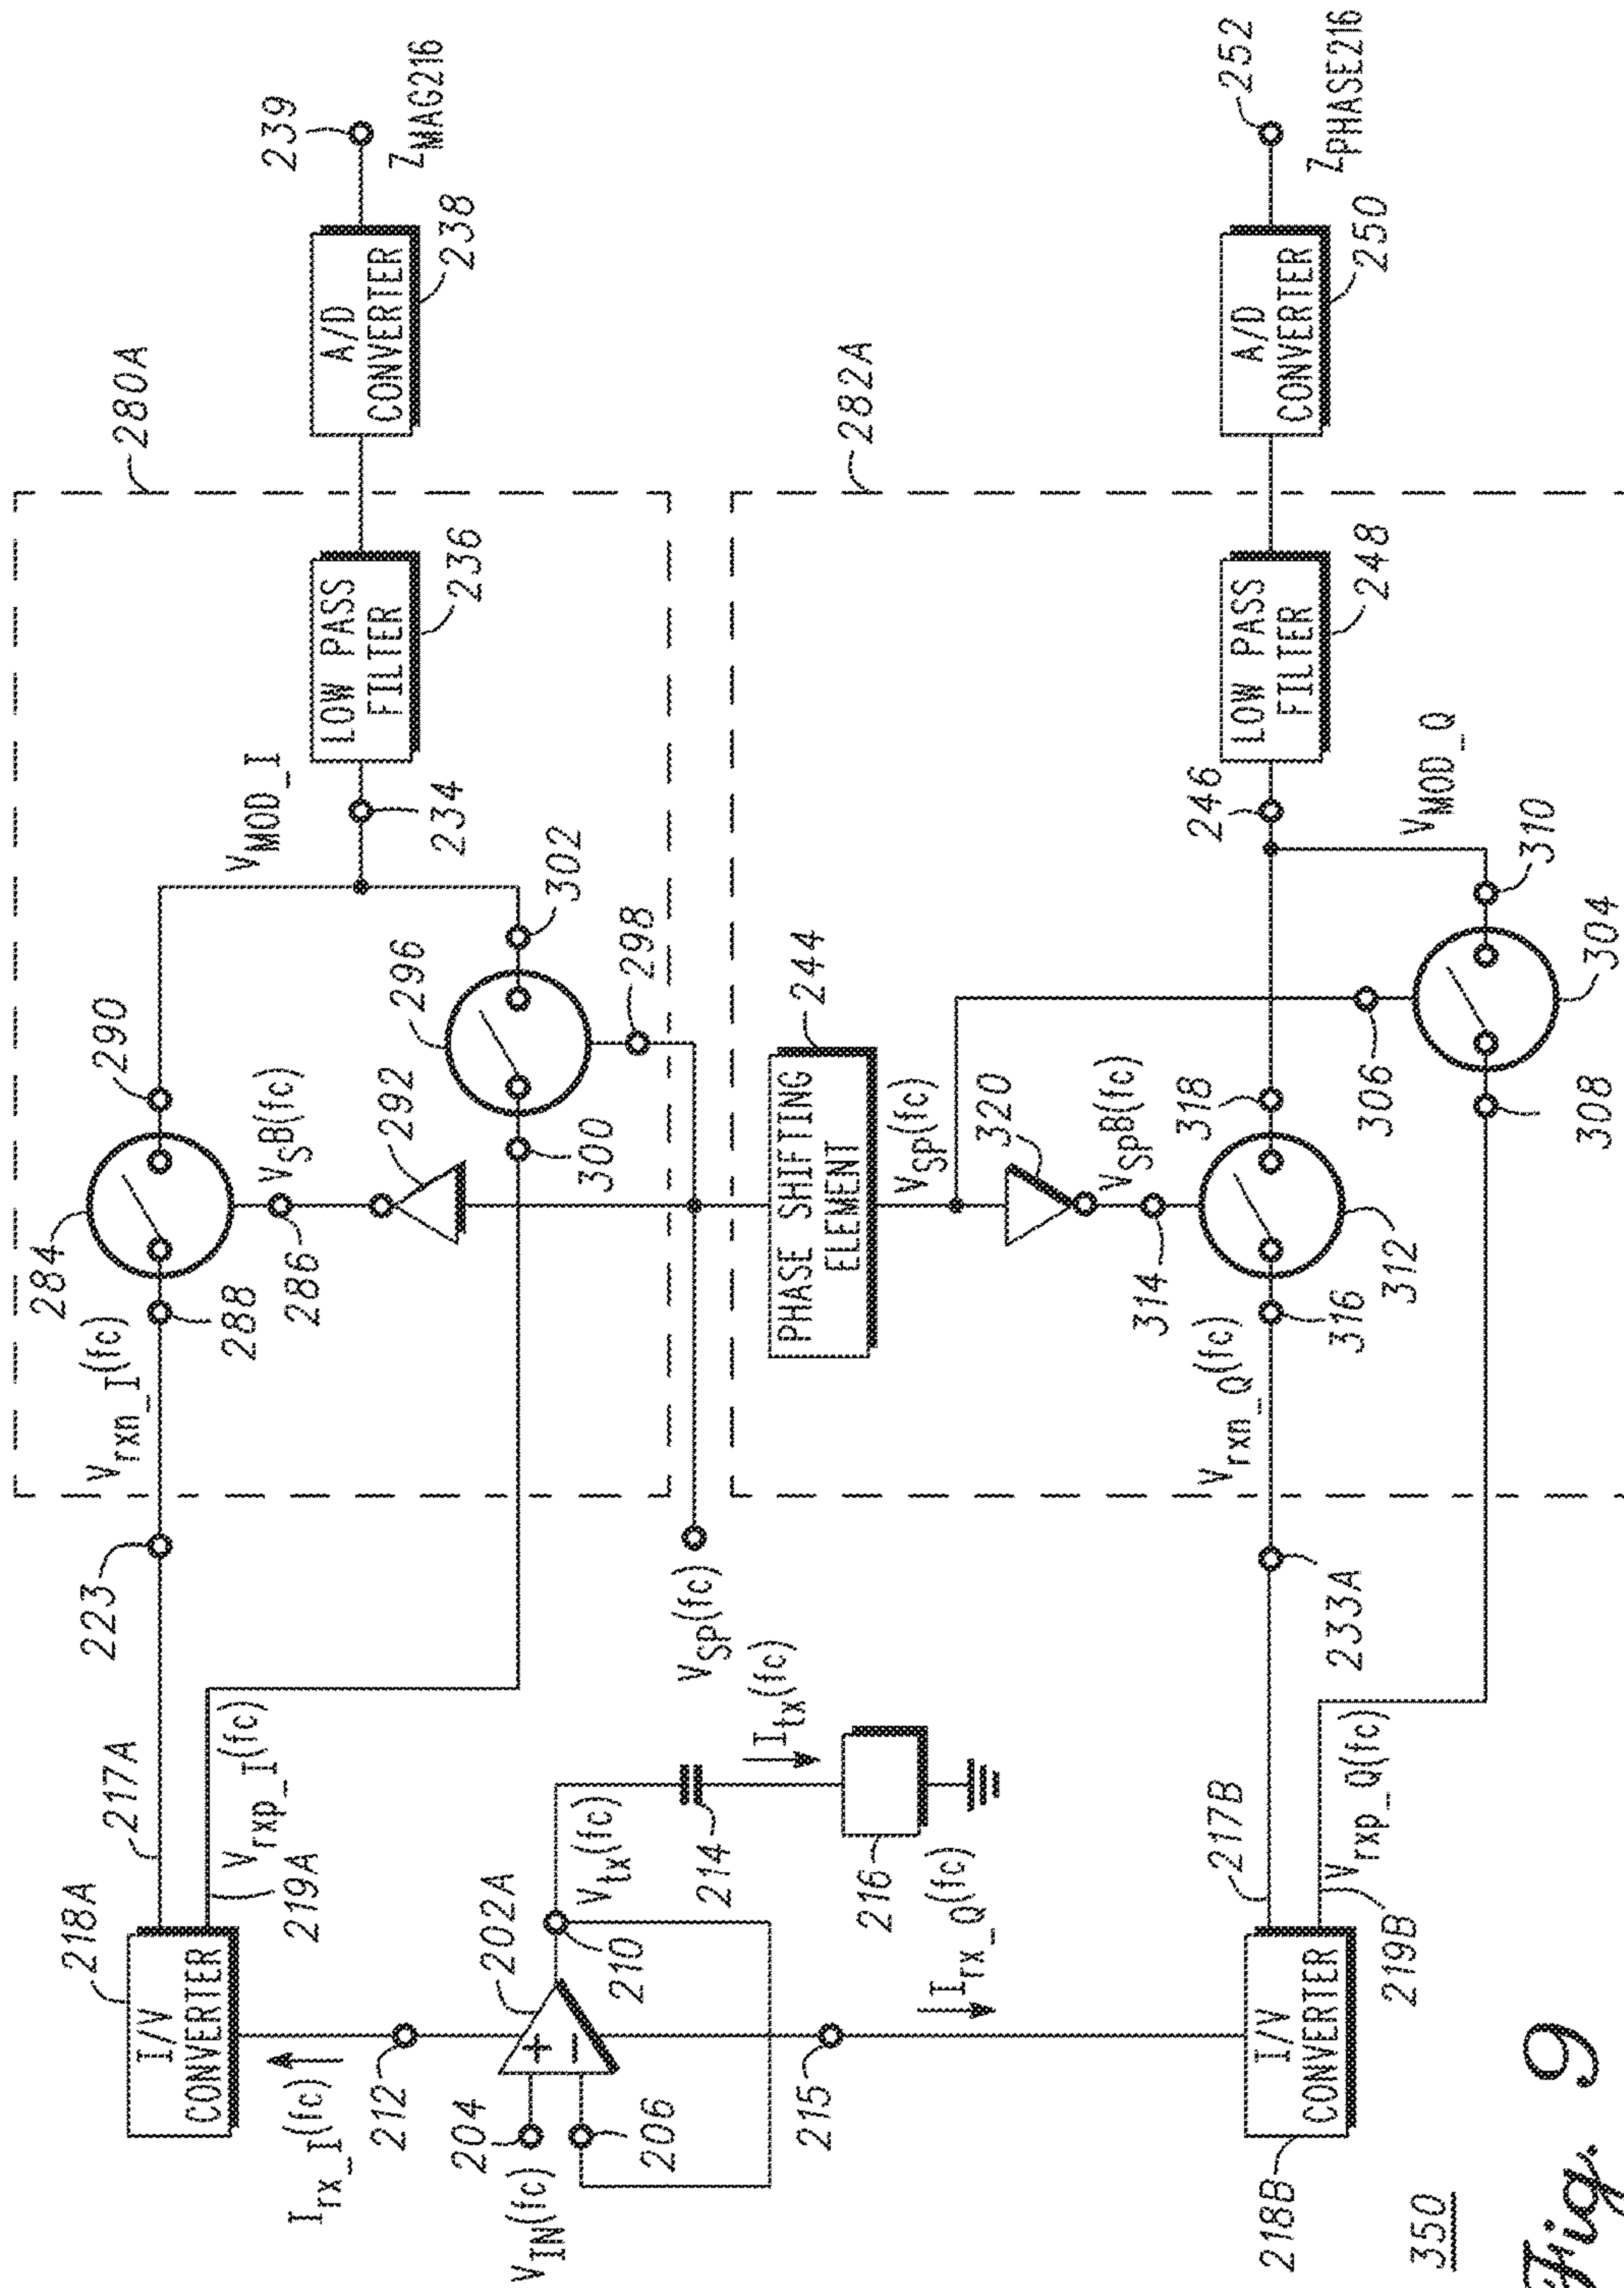 218A
I/V
CONVERTER
217A
223
Vrxn_I(fc)
284
288
290
VSB(fc)
286
292
Vrxp_I(fc)
219A
300
296
302
298
VMOD_I
234
LOW PASS
FILTER
236
280A
A/D
CONVERTER
238
239
ZMAG216
Irx_I(fc)
212
202A
204
VIN(fc)
206
+
−
210
Vtx(fc)
214
Itx(fc)
216
VSP(fc)
215
Irx_Q(fc)
PHASE SHIFTING
ELEMENT
244
VSP(fc)
320
VSPB(fc)
314
282A
218B
I/V
CONVERTER
217B
219B
Vrxp_Q(fc)
233A
Vrxn_Q(fc)
316
312
318
306
308
304
310
VMOD_Q
246
LOW PASS
FILTER
248
A/D
CONVERTER
250
252
ZPHASE216
350
Fig. 9